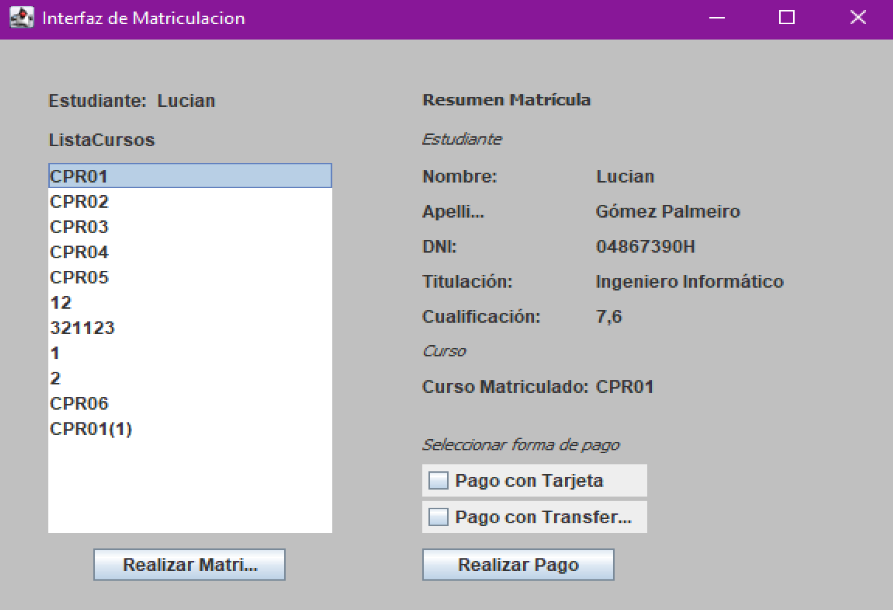 Interfaz de Matriculacion
Estudiante: Lucian
ListaCursos
CPR01
CPR02
CPR03
CPR04
CPR05
12
321123
1
2
CPR06
CPR01(1)
Realizar Matri...
Resumen Matrícula
Estudiante
Nombre: Lucian
Apelli... Gómez Palmeiro
DNI: 04867390H
Titulación: Ingeniero Informático
Cualificación: 7,6
Curso
Curso Matriculado: CPR01
Seleccionar forma de pago
Pago con Tarjeta
Pago con Transfer...
Realizar Pago